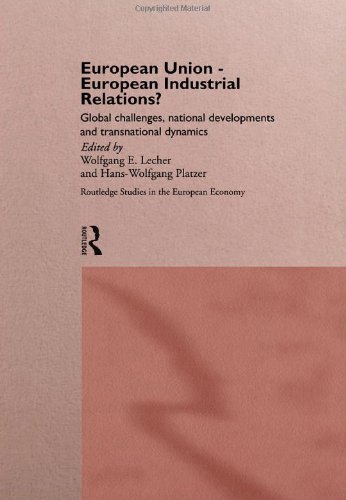 European Union -
European Industrial
Relations?
Global challenges, national developments
and transnational dynamics
Edited by
Wolfgang E. Lecher
and Hans-Wolfgang Platzer
Routledge Studies in the European Economy
ROUTLEDGE